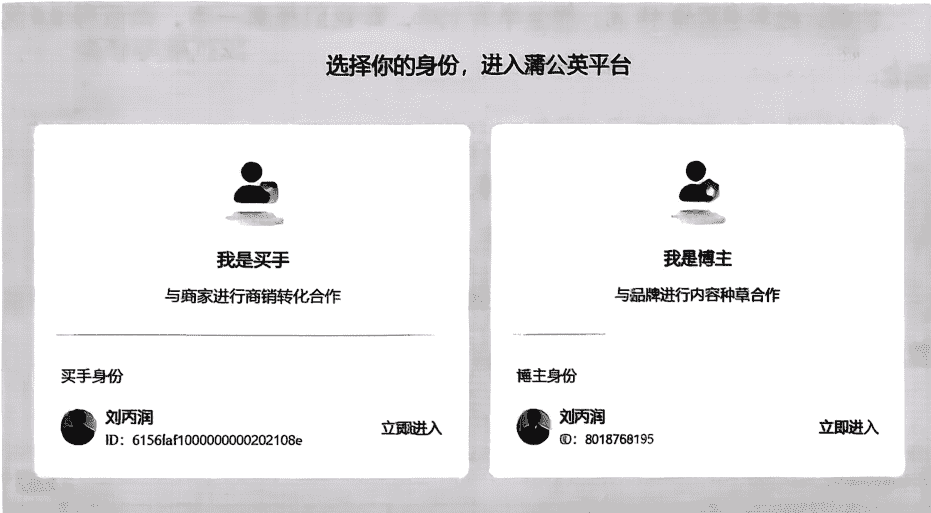 选择你的身份，进入蒲公英平台
我是买手
与商家进行商销转化合作
买手身份
刘丙润
ID：6156faf1000000000202108e
立即进入
我是博主
与品牌进行内容种草合作
博主身份
刘丙润
ID：8018768195
立即进入